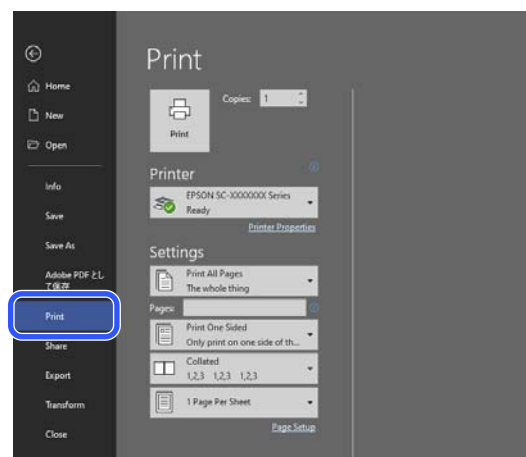 Home
New
Open
Info
Save
Save As
Adobe PDF とし
て保存
Print
Share
Export
Transform
Close
Print
Copies: 1
Print
Printer
EPSON SC-XXXXXXX Series
Ready
Printer Properties
Settings
Print All Pages
The whole thing
Pages:
Print One Sided
Only print on one side of th...
Collated
1,2,3 1,2,3 1,2,3
1 Page Per Sheet
Page Setup